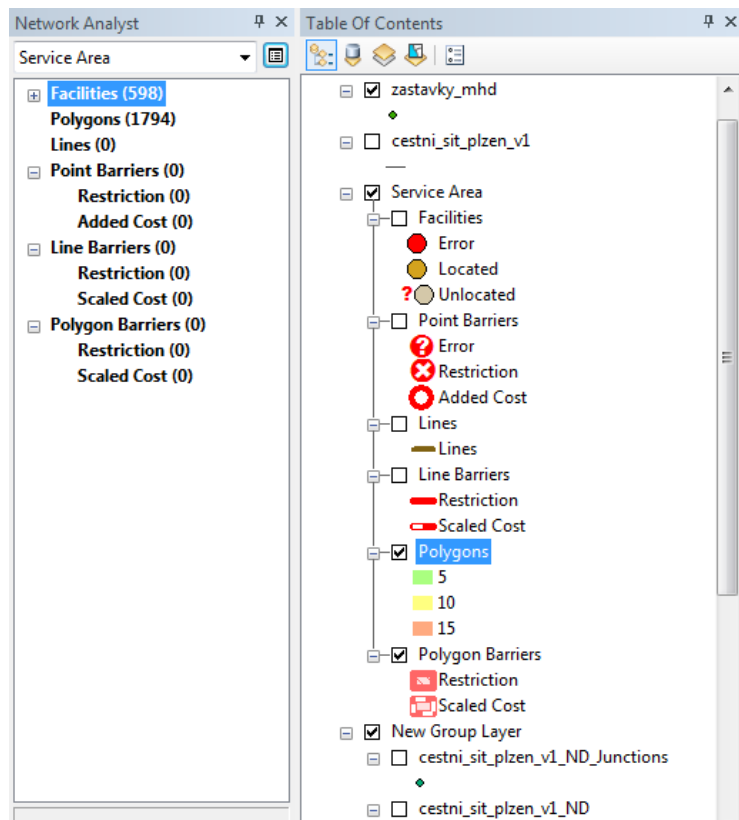 Network Analyst
Service Area
Facilities (598)
Polygons (1794)
Lines (0)
Point Barriers (0)
Restriction (0)
Added Cost (0)
Line Barriers (0)
Restriction (0)
Scaled Cost (0)
Polygon Barriers (0)
Restriction (0)
Scaled Cost (0)
Table Of Contents
zastavky_mhd
cestni_sit_plzen_v1
Service Area
Facilities
Error
Located
Unlocated
Point Barriers
Error
Restriction
Added Cost
Lines
Lines
Line Barriers
Restriction
Scaled Cost
Polygons
5
10
15
Polygon Barriers
Restriction
Scaled Cost
New Group Layer
cestni_sit_plzen_v1_ND_Junctions
cestni_sit_plzen_v1_ND